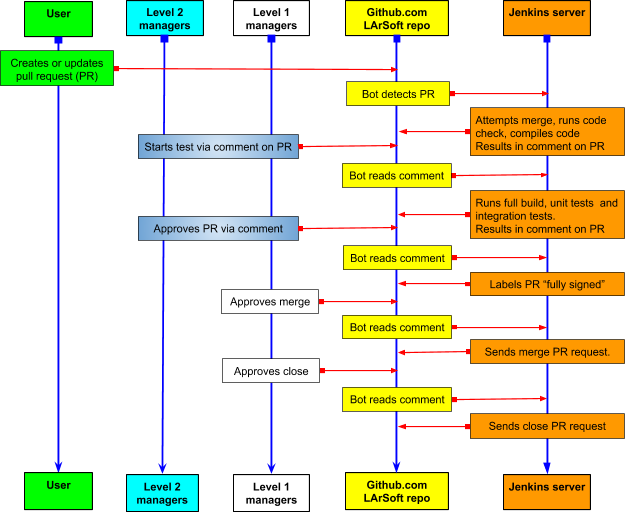 User
Level 2
managers
Level 1
managers
Github.com
LArSoft repo
Jenkins server
Creates or updates
pull request (PR)
Bot detects PR
Attempts merge, runs code
check, compiles code
Results in comment on PR
Starts test via comment on PR
Bot reads comment
Runs full build, unit tests and
integration tests.
Results in comment on PR
Approves PR via comment
Bot reads comment
Labels PR “fully signed”
Approves merge
Bot reads comment
Sends merge PR request.
Approves close
Bot reads comment
Sends close PR request
User
Level 2
managers
Level 1
managers
Github.com
LArSoft repo
Jenkins server